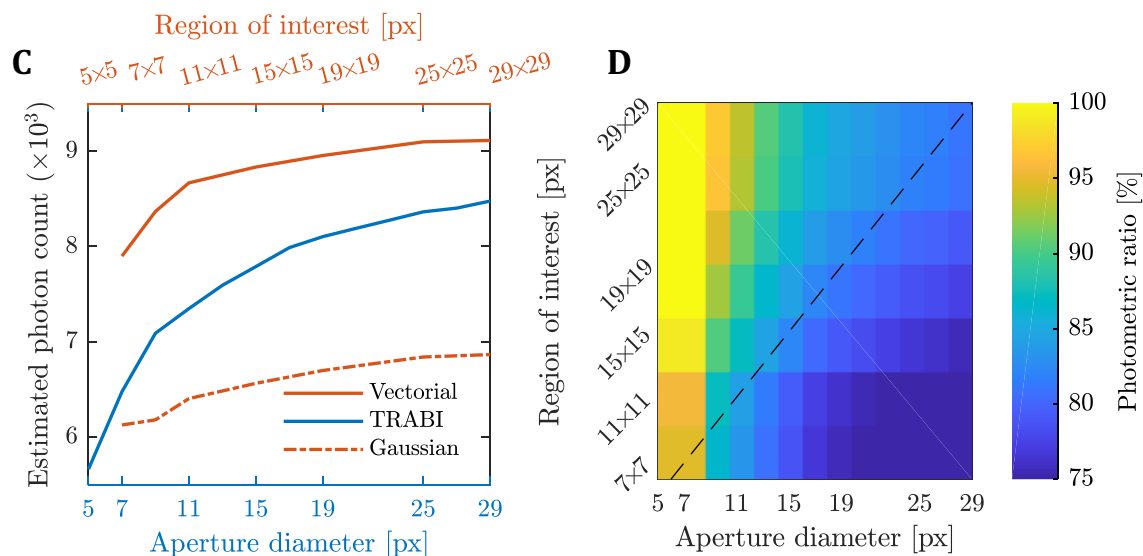 C
Region of interest [px]
5×5 7×7 11×11 15×15 19×19 25×25 29×29
Estimated photon count (×10³)
9
8
7
6
Vectorial
TRABI
Gaussian
5 7 11 15 19 25 29
Aperture diameter [px]
D
Region of interest [px]
29×29
25×25
19×19
15×15
11×11
7×7
5 7 11 15 19 25 29
Aperture diameter [px]
100
95
90
85
80
75
Photometric ratio [%]